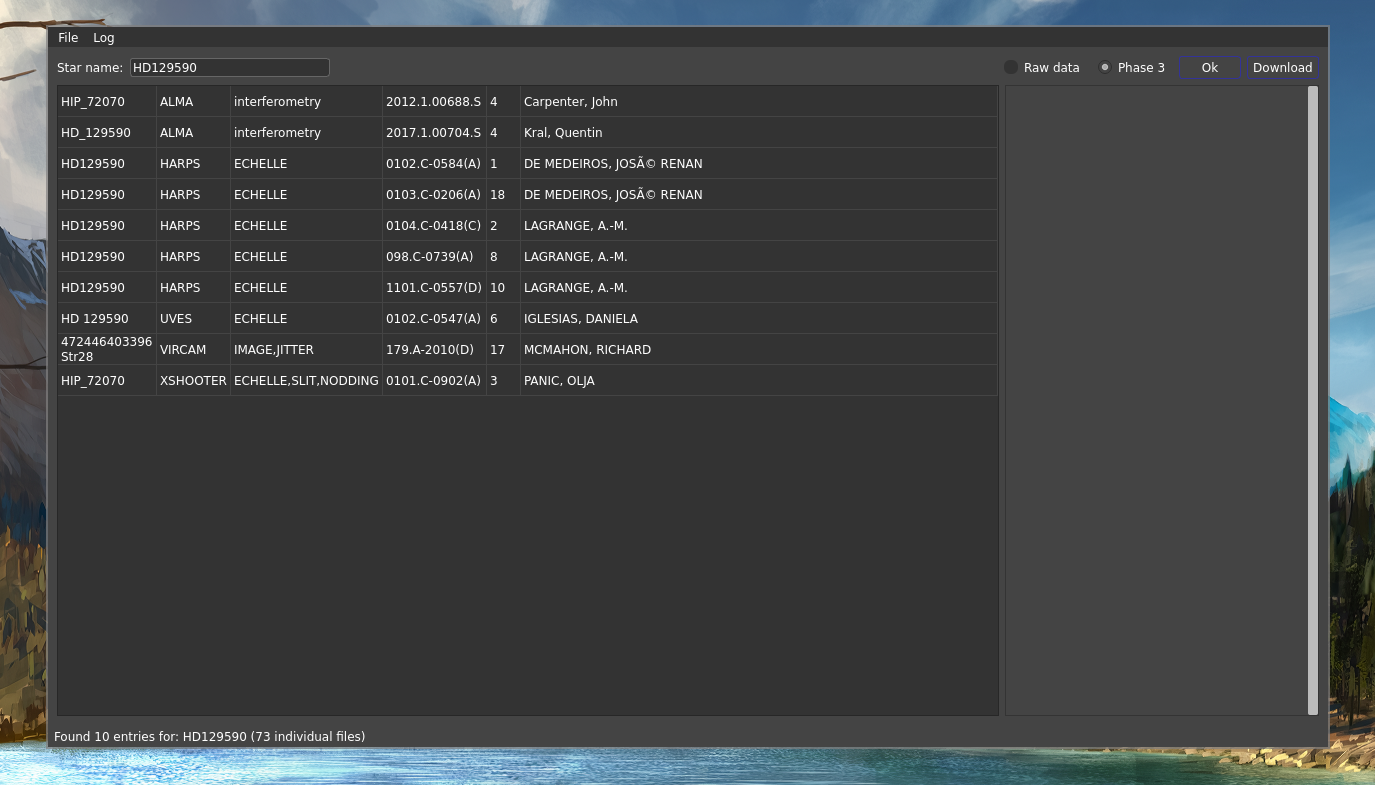 File Log
Star name: HD129590 Raw data Phase 3 Ok Download
HIP_72070 ALMA interferometry 2012.1.00688.S 4 Carpenter, John
HD_129590 ALMA interferometry 2017.1.00704.S 4 Kral, Quentin
HD129590 HARPS ECHELLE 0102.C-0584(A) 1 DE MEDEIROS, JOSÃ© RENAN
HD129590 HARPS ECHELLE 0103.C-0206(A) 18 DE MEDEIROS, JOSÃ© RENAN
HD129590 HARPS ECHELLE 0104.C-0418(C) 2 LAGRANGE, A.-M.
HD129590 HARPS ECHELLE 098.C-0739(A) 8 LAGRANGE, A.-M.
HD129590 HARPS ECHELLE 1101.C-0557(D) 10 LAGRANGE, A.-M.
HD 129590 UVES ECHELLE 0102.C-0547(A) 6 IGLESIAS, DANIELA
472446403396
Str28 VIRCAM IMAGE,JITTER 179.A-2010(D) 17 MCMAHON, RICHARD
HIP_72070 XSHOOTER ECHELLE,SLIT,NODDING 0101.C-0902(A) 3 PANIC, OLJA
Found 10 entries for: HD129590 (73 individual files)